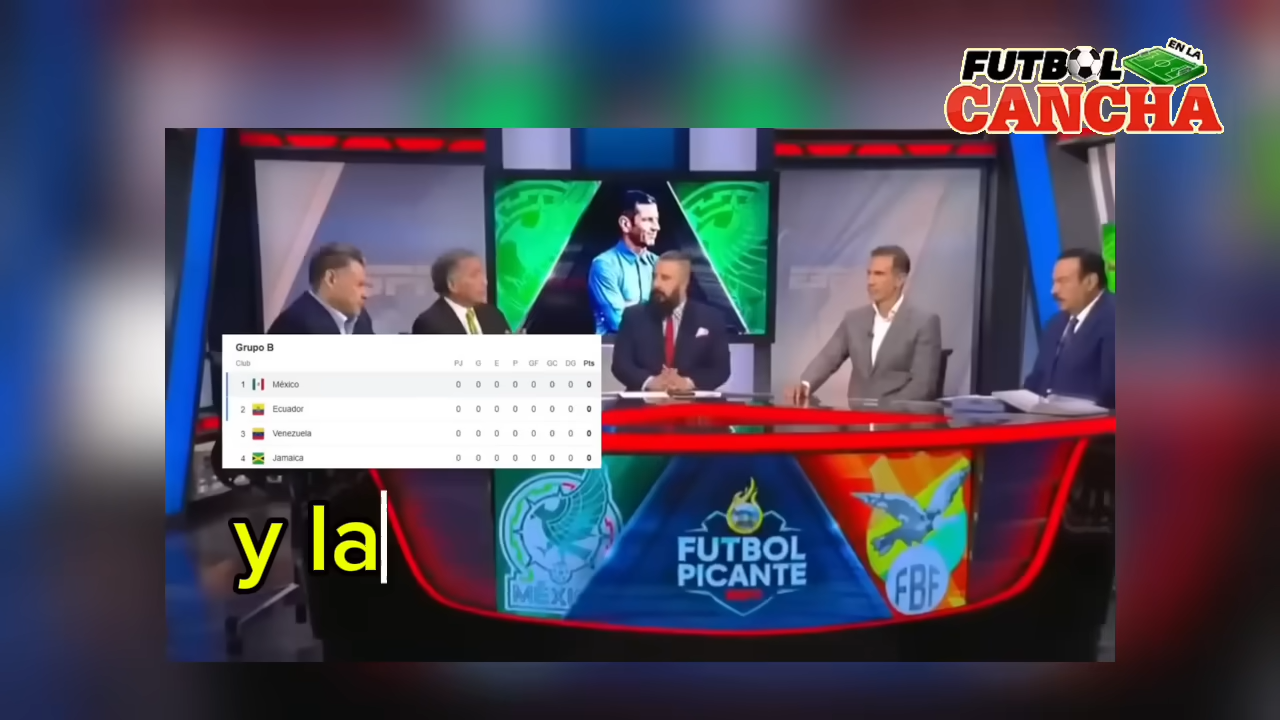 FUTBOL
EN LA
CANCHA
Grupo B
Club PJ G E P GF GC DG Pts
1 México 0 0 0 0 0 0 0 0
2 Ecuador 0 0 0 0 0 0 0 0
3 Venezuela 0 0 0 0 0 0 0 0
4 Jamaica 0 0 0 0 0 0 0 0
y la
FUTBOL
PICANTE
FBF